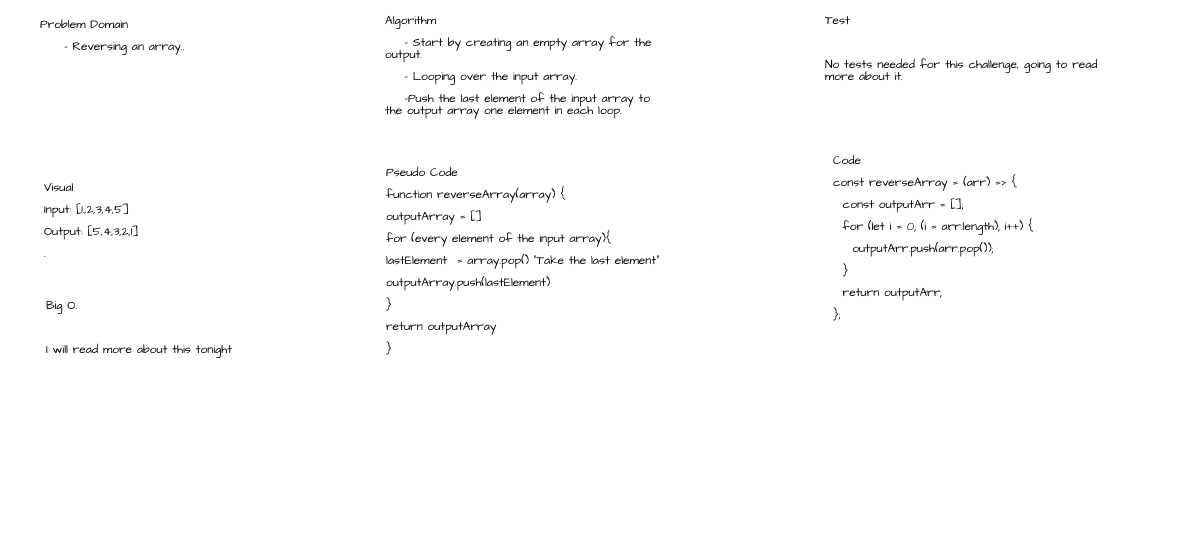 Problem Domain
- Reversing an array..
Visual
Input: [1,2,3,4,5]
Output: [5,4,3,2,1]
.
Big O.
I will read more about this tonight
Algorithm
- Start by creating an empty array for the
output.
- Looping over the input array.
-Push the last element of the input array to
the output array one element in each loop.
Pseudo Code
function reverseArray(array) {
outputArray = []
for (every element of the input array){
lastElement = array.pop() "Take the last element"
outputArray.push(lastElement)
}
return outputArray
}
Test
No tests needed for this challenge, going to read
more about it.
Code
const reverseArray = (arr) => {
const outputArr = [];
for (let i = 0; (i = arr.length); i++) {
outputArr.push(arr.pop());
}
return outputArr;
};